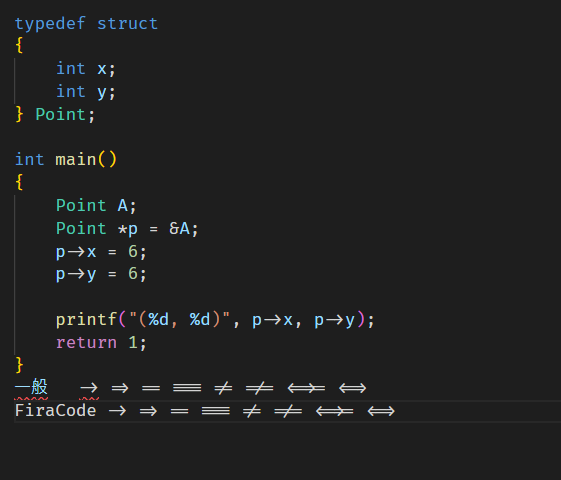 typedef struct
{
    int x;
    int y;
} Point;

int main()
{
    Point A;
    Point *p = &A;
    p->x = 6;
    p->y = 6;

    printf("(%d, %d)", p->x, p->y);
    return 1;
}
一般   -> => == === != !== <==> <=>
FiraCode -> => == === != !== <==> <=>